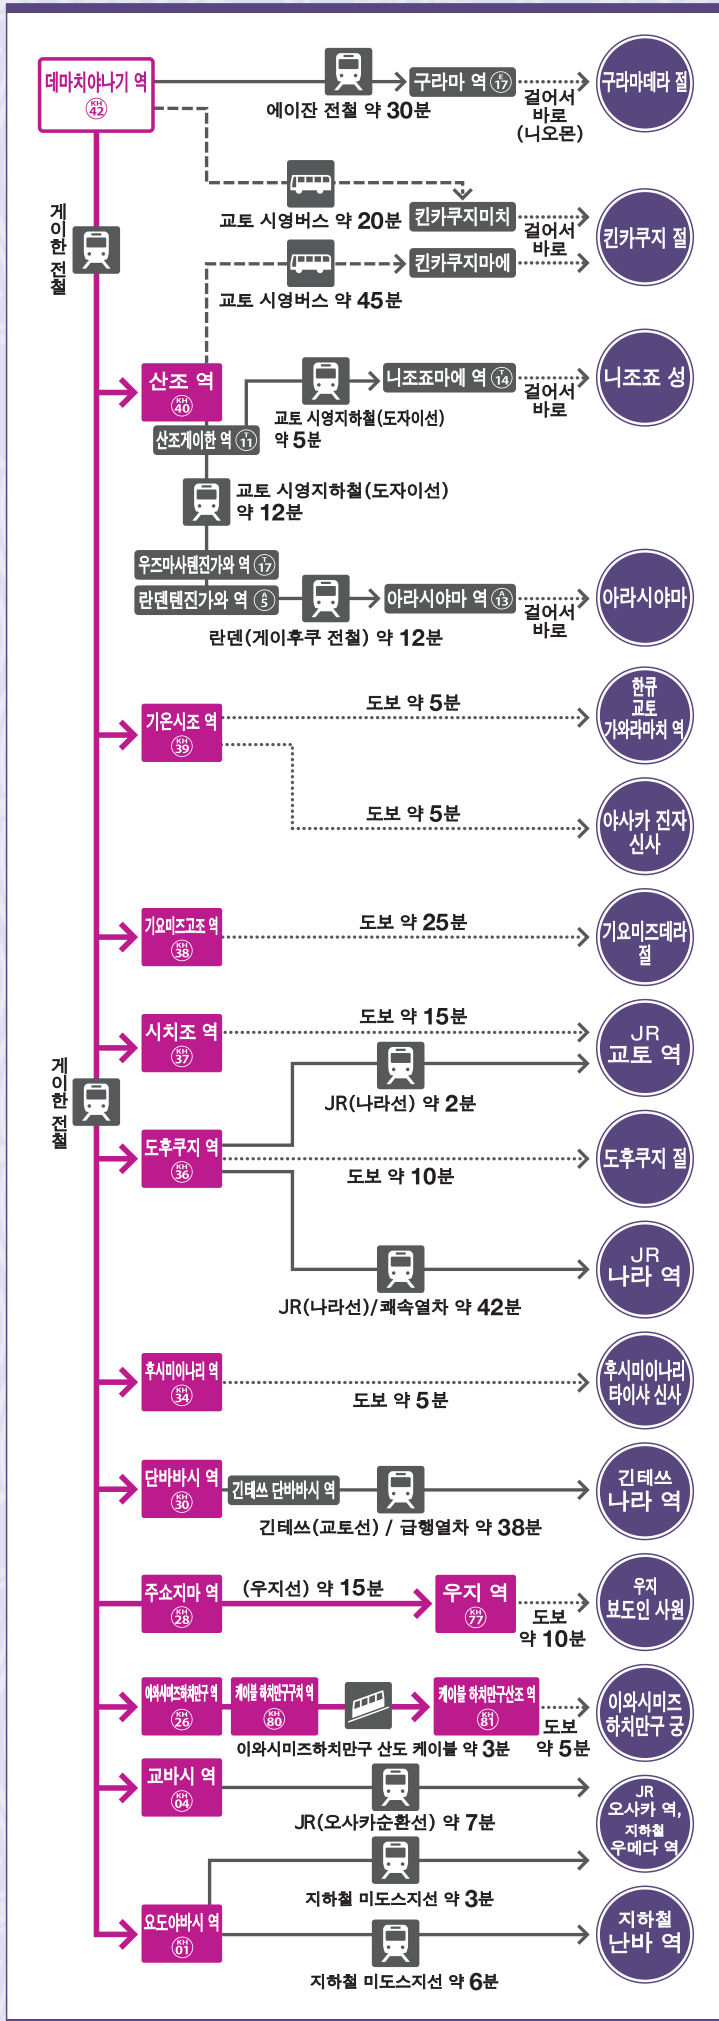 데마치야나기 역
KH
42
구라마 역 E 17
구라마데라 절
에이잔 전철 약 30분
걸어서
바로
(니오몬)
게이한 전철
교토 시영버스 약 20분
킨카쿠지미치
걸어서
바로
킨카쿠지 절
킨카쿠지마에
교토 시영버스 약 45분
산조 역
KH
40
니조죠마에 역 T 14
걸어서
바로
니조죠 성
교토 시영지하철(도자이선)
약 5분
산조게이한 역 T 11
교토 시영지하철(도자이선)
약 12분
우즈마사텐진가와 역 T 17
란덴텐진가와 역 A 5
아라시야마 역 A 13
걸어서
바로
아라시야마
란덴(게이후쿠 전철) 약 12분
기온시조 역
KH
39
도보 약 5분
한큐
교토
가와라마치 역
도보 약 5분
야사카 진자
신사
기요미즈고조 역
KH
38
도보 약 25분
기요미즈데라
절
시치조 역
KH
37
도보 약 15분
JR
교토 역
게이한 전철
JR(나라선) 약 2분
도후쿠지 역
KH
36
도보 약 10분
도후쿠지 절
JR(나라선)/쾌속열차 약 42분
JR
나라 역
후시미이나리 역
KH
34
도보 약 5분
후시미이나리
타이샤 신사
단바바시 역
KH
30
긴테쓰 단바바시 역
긴테쓰(교토선) / 급행열차 약 38분
긴테쓰
나라 역
주쇼지마 역
KH
28
(우지선) 약 15분
우지 역
KH
77
도보
약 10분
우지
뵤도인 사원
이와시미즈하치만구 역
KH
26
케이블 하치만구구치 역
KH
80
케이블 하치만구산조 역
KH
81
이와시미즈하치만구 산도 케이블 약 3분
도보
약 5분
이와시미즈
하치만구 궁
교바시 역
KH
04
JR(오사카순환선) 약 7분
JR
오사카 역,
지하철
우메다 역
지하철 미도스지선 약 3분
요도야바시 역
KH
01
지하철 미도스지선 약 6분
지하철
난바 역